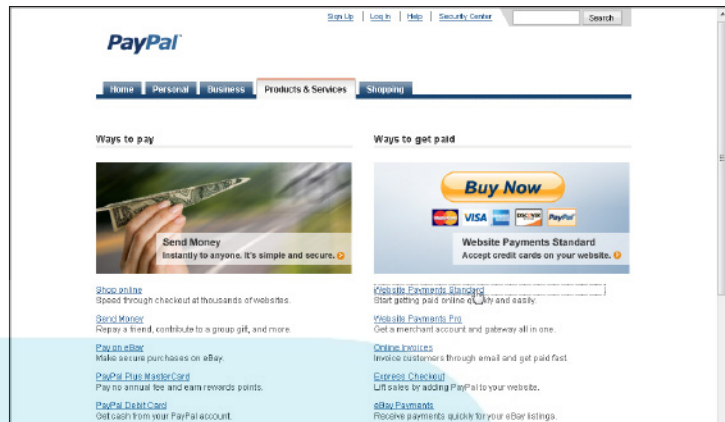 Sign Up | Log In | Help | Security Center Search
PayPal
Home Personal Business Products & Services Shopping
Ways to pay
Send Money
Instantly to anyone. It's simple and secure.
Shop online
Speed through checkout at thousands of websites.
Send Money
Repay a friend, contribute to a group gift, and more.
Pay on eBay
Make secure purchases on eBay.
PayPal Plus MasterCard
Pay no annual fee and earn rewards points.
PayPal Debit Card
Get cash from your PayPal account.
Ways to get paid
Buy Now
MasterCard VISA DISCOVER PayPal
Website Payments Standard
Accept credit cards on your website.
Website Payments Standard
Start getting paid online quickly and easily.
Website Payments Pro
Get a merchant account and gateway all in one.
Online Invoices
Invoice customers through email and get paid fast.
Express Checkout
Lift sales by adding PayPal to your website.
eBay Payments
Receive payments quickly for your eBay listings.